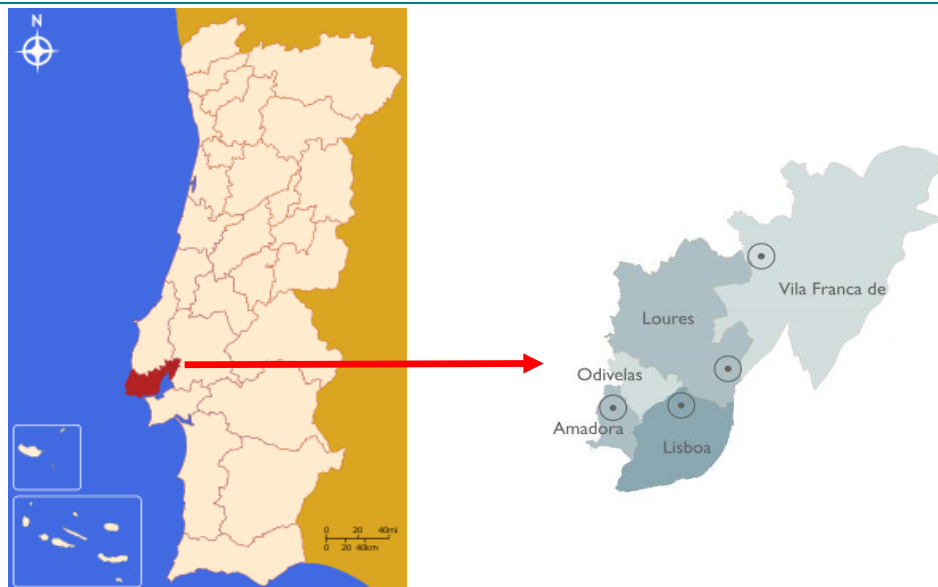 N
0 20 40mi
0 20 40km
Vila Franca de
Loures
Odivelas
Amadora
Lisboa